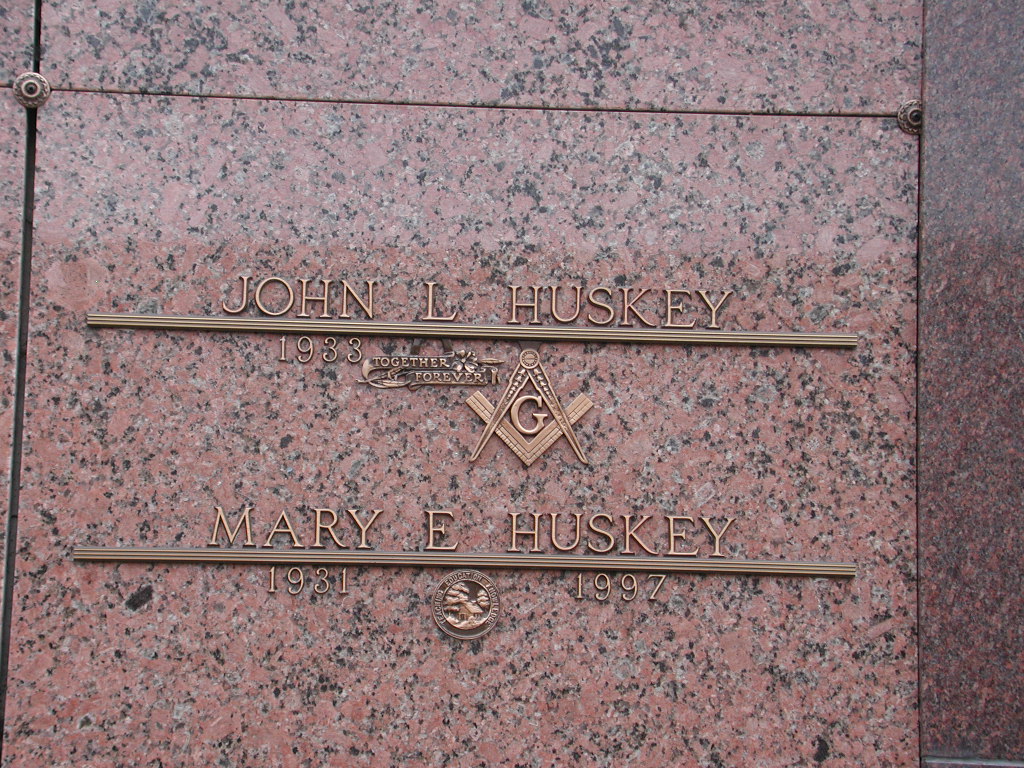 JOHN L HUSKEY
1933
TOGETHER
FOREVER
G
MARY E HUSKEY
1931 1997